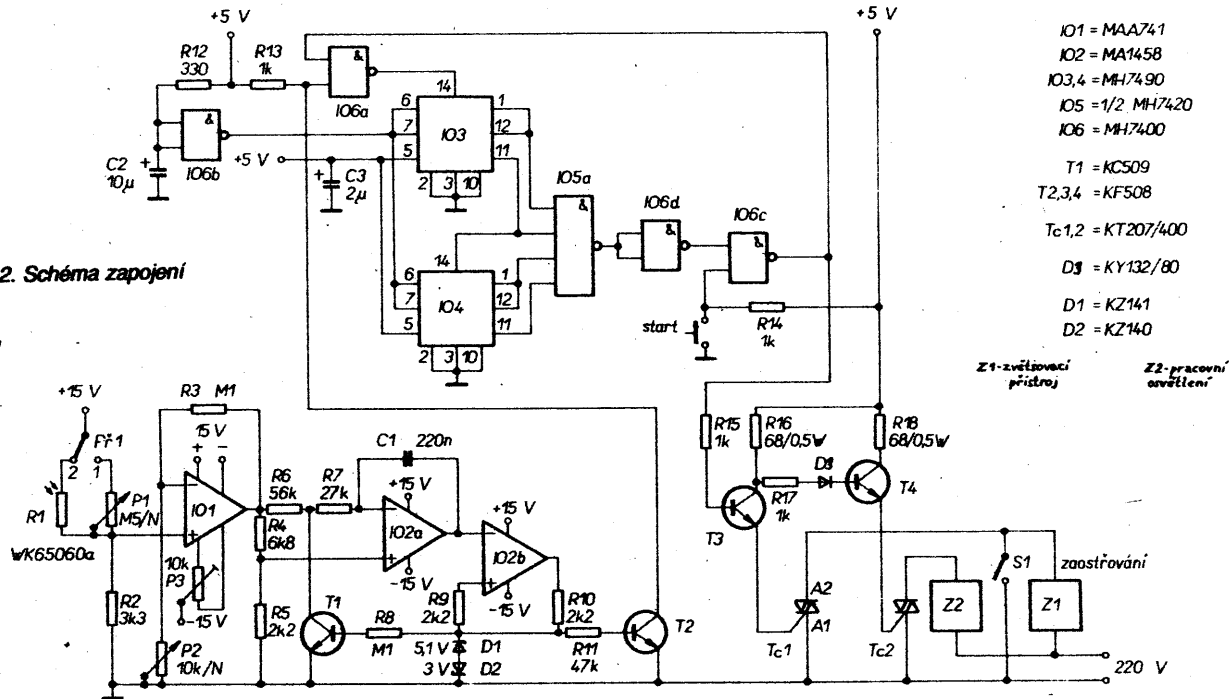 +5 V
+5 V
R12
330
R13
1k
&
IO6a
14
&
IO6b
C2
10µ
+
+5 V
+
C3
2µ
6
7
5
IO3
1
12
11
2
3
10
IO5a
&
IO6d
&
IO6c
&
14
6
7
5
IO4
1
12
11
2
3
10
start
R14
1k
2. Schéma zapojení
IO1 = MAA741
IO2 = MA1458
IO3,4 = MH7490
IO5 = 1/2 MH7420
IO6 = MH7400
T1 = KC509
T2,3,4 = KF508
Tc1,2 = KT207/400
D3 = KY132/80
D1 = KZ141
D2 = KZ140
Z1-zvětšovací
přístroj
Z2-pracovní
osvětlení
+15 V
Př1
2
1
R1
WK65060a
P1
M5/N
R2
3k3
R3 M1
15 V
+
−
−
+
IO1
10k
P3
−15 V
P2
10k/N
R6
56k
R4
6k8
R5
2k2
R7
27k
C1 220n
+15 V
−
+
IO2a
−15 V
+15 V
−
+
IO2b
−15 V
R9
2k2
R10
2k2
T1
R8
M1
5,1 V D1
3 V D2
R11
47k
T2
R15
1k
R16
68/0,5W
R18
68/0,5W
R17
1k
D3
T3
T4
A2
A1
Tc1
Tc2
Z2
S1
Z1
zaostřování
220 V